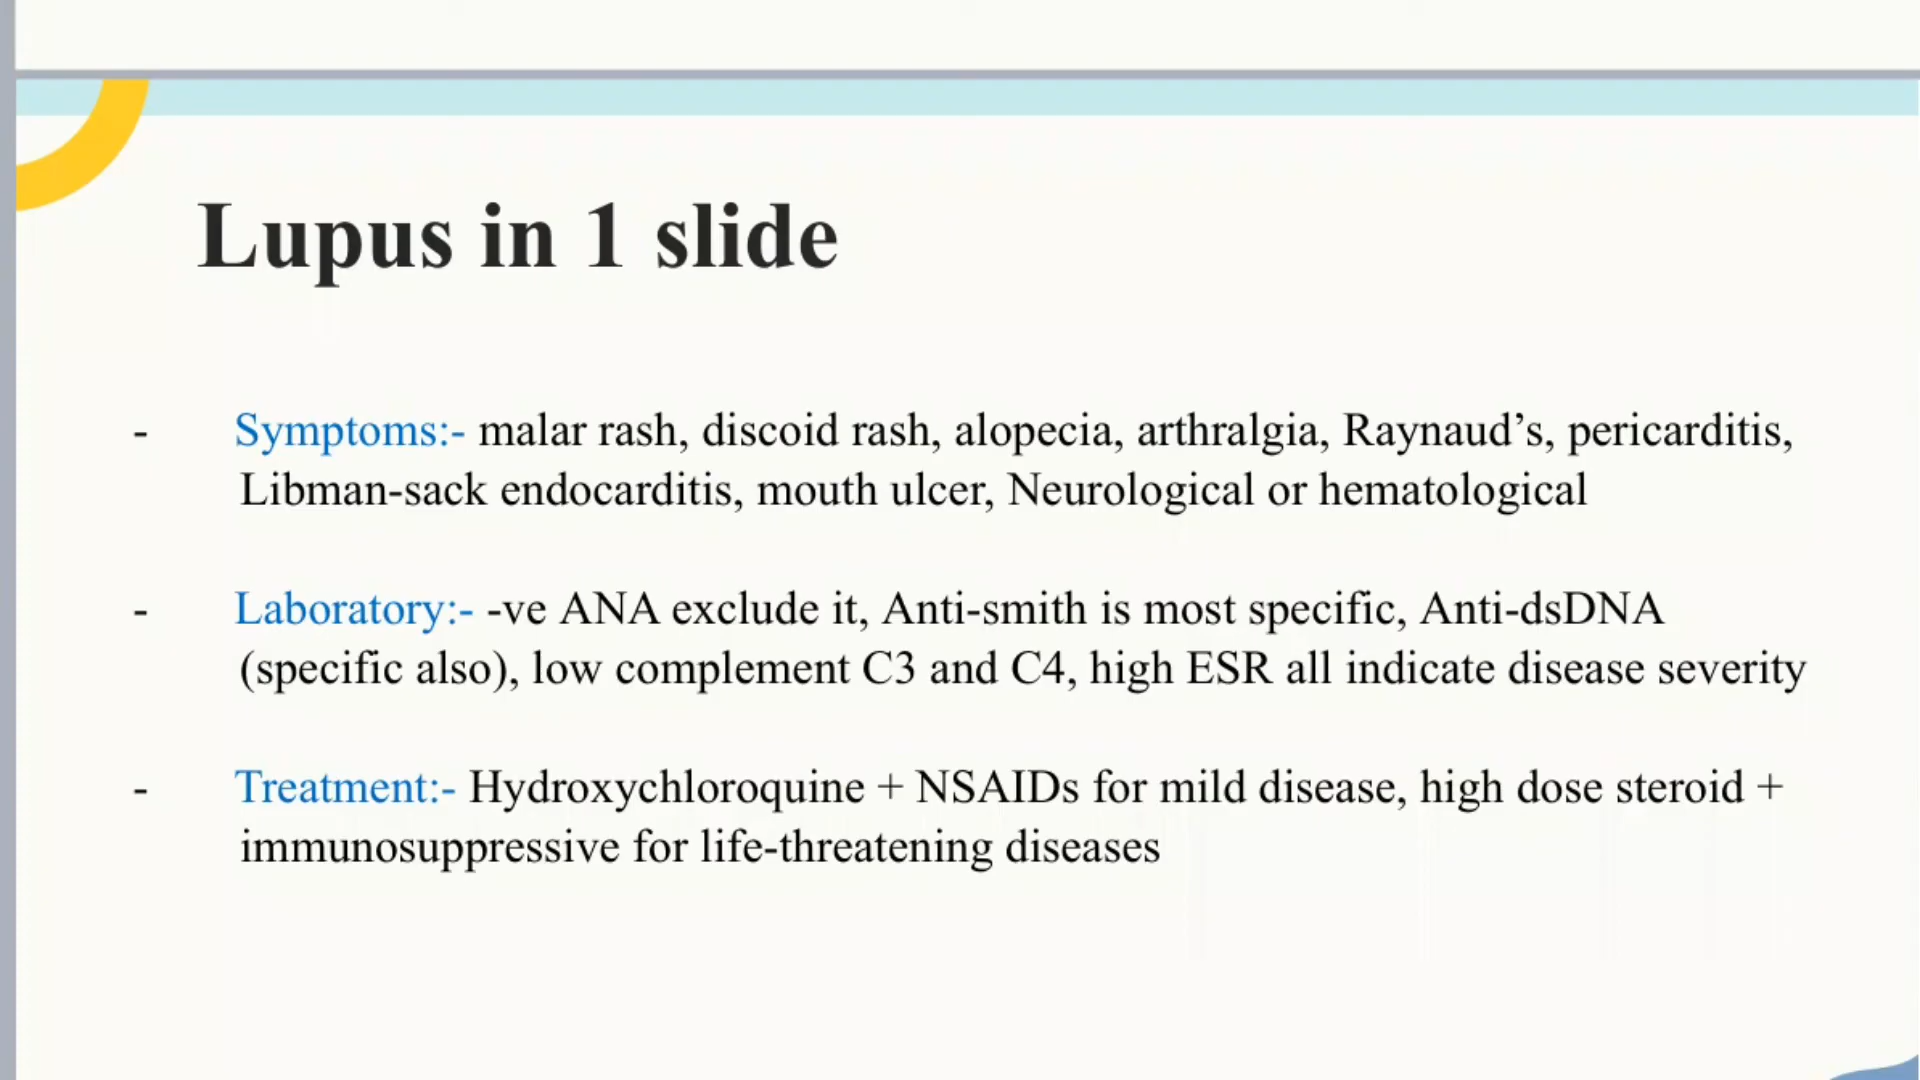 Lupus in 1 slide
- Symptoms:- malar rash, discoid rash, alopecia, arthralgia, Raynaud’s, pericarditis,
Libman-sack endocarditis, mouth ulcer, Neurological or hematological
- Laboratory:- -ve ANA exclude it, Anti-smith is most specific, Anti-dsDNA
(specific also), low complement C3 and C4, high ESR all indicate disease severity
- Treatment:- Hydroxychloroquine + NSAIDs for mild disease, high dose steroid +
immunosuppressive for life-threatening diseases